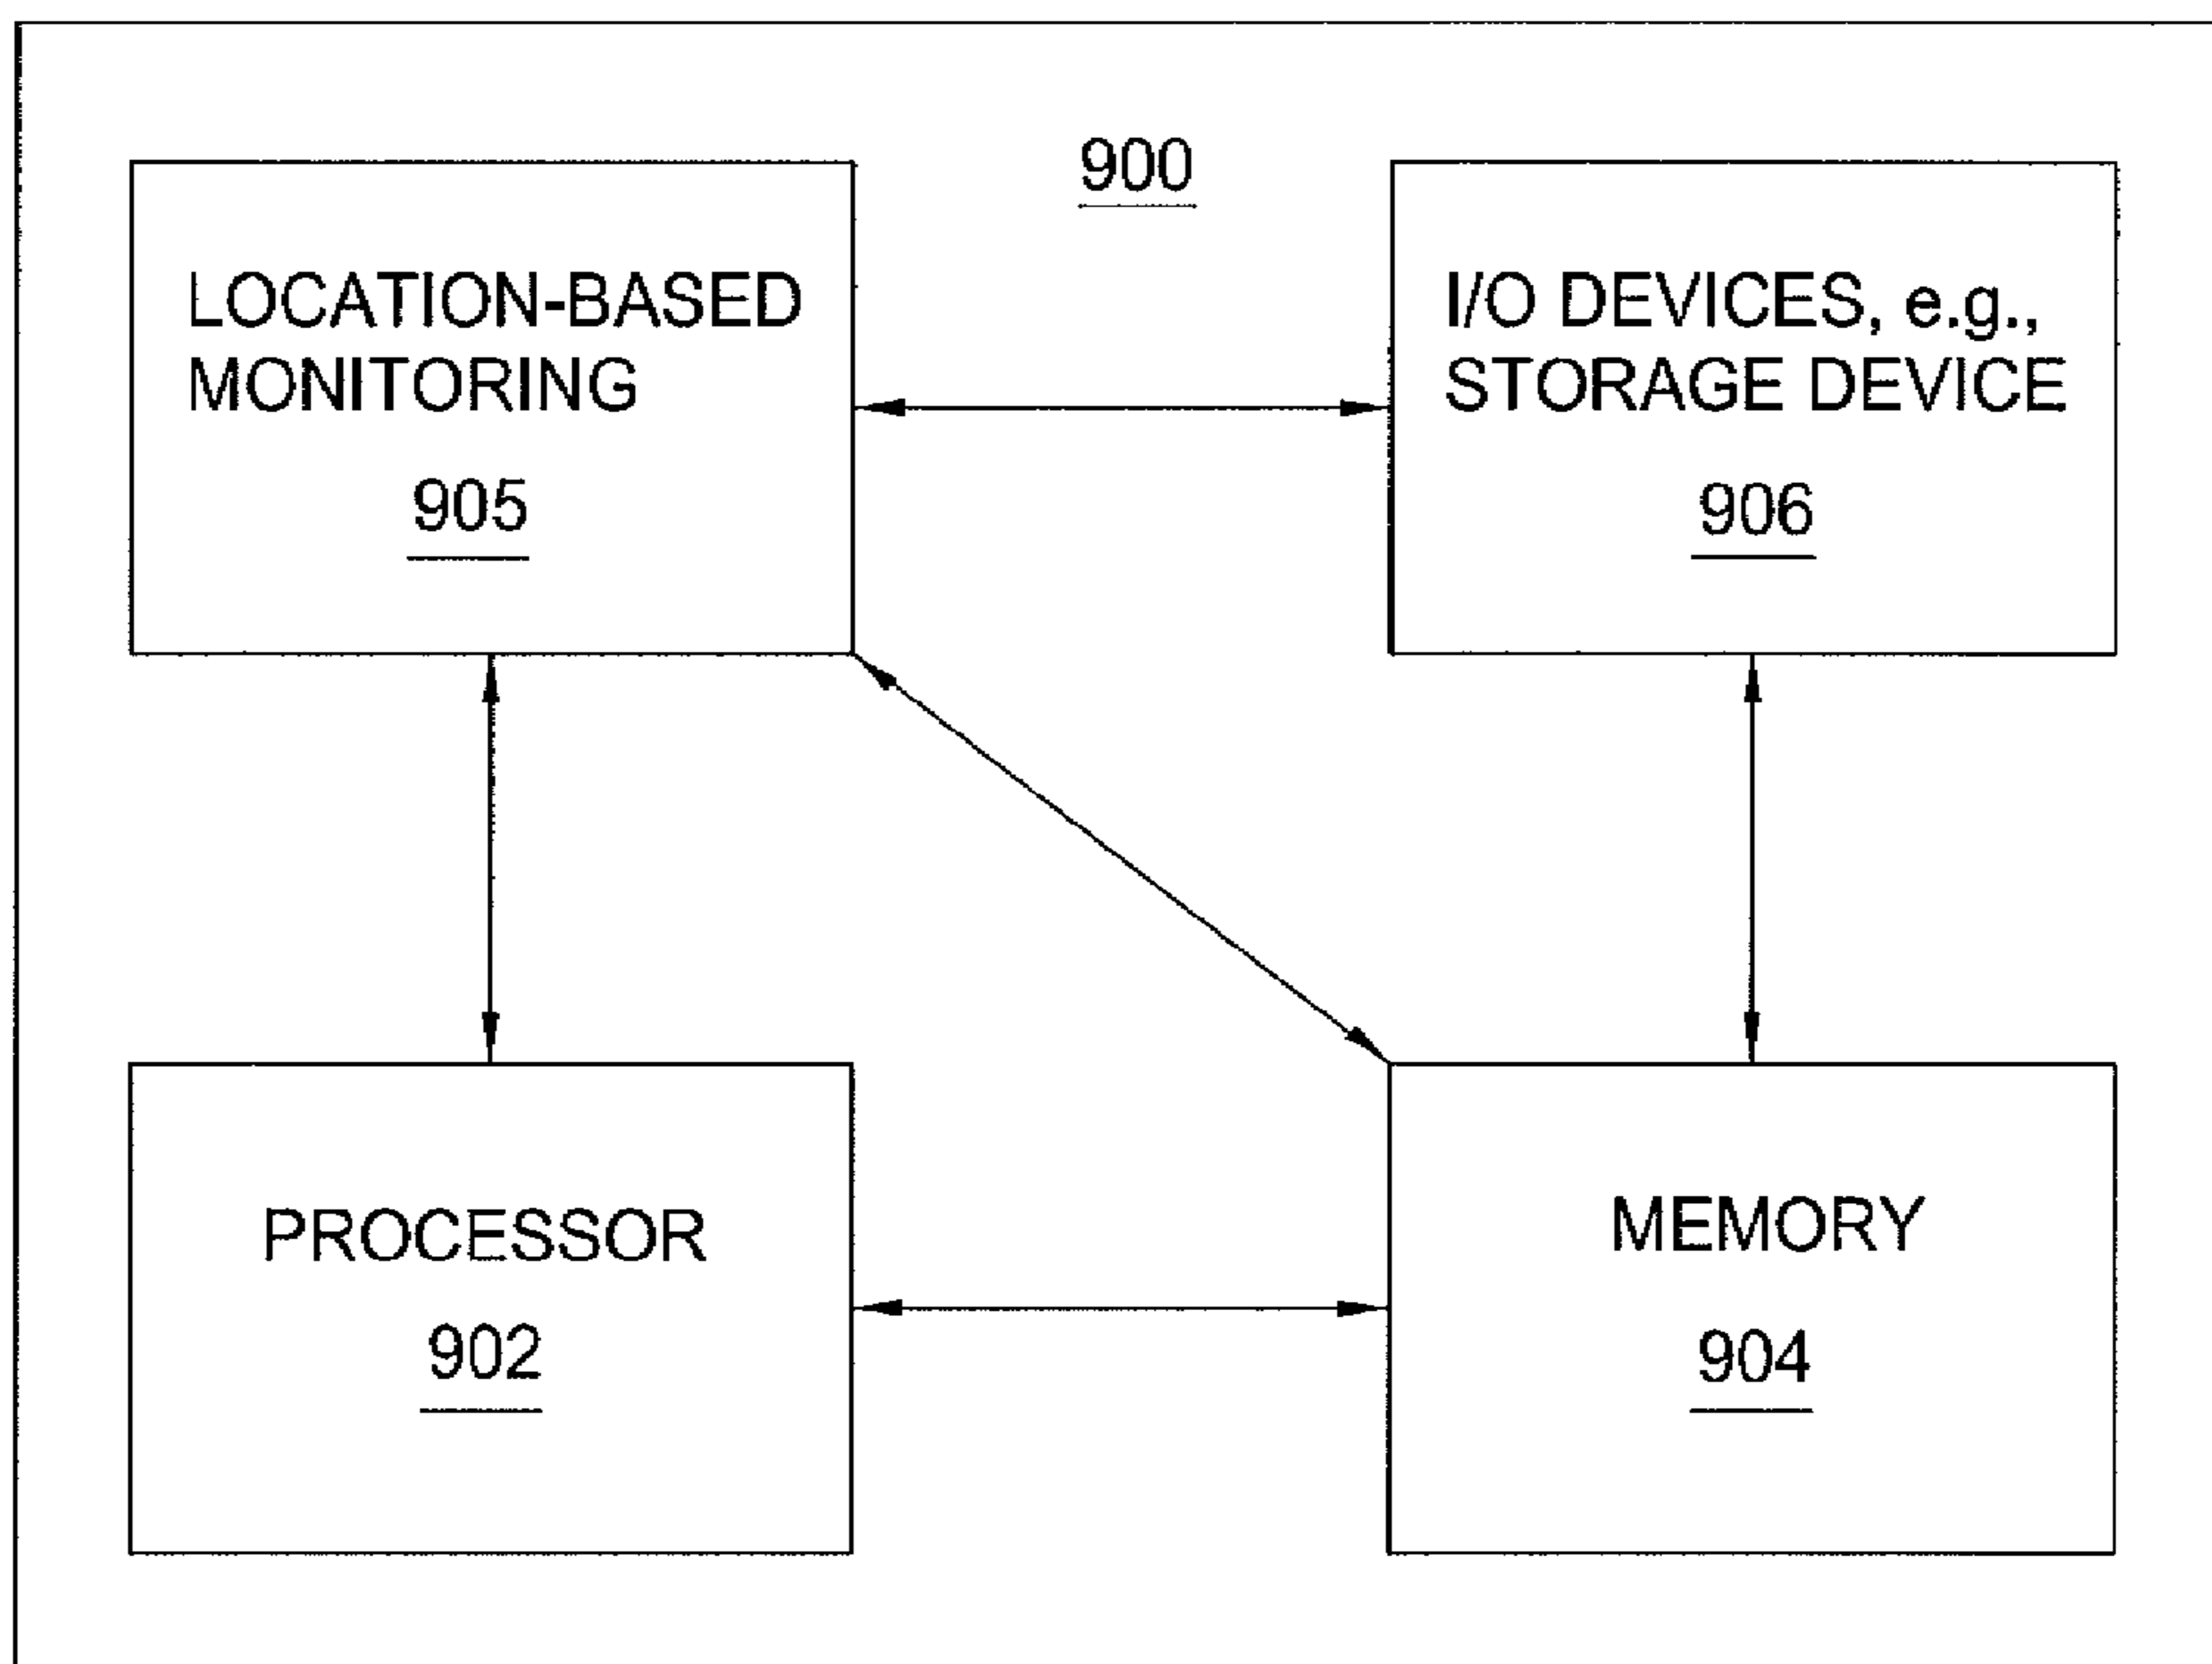 900
LOCATION-BASED
MONITORING
905
I/O DEVICES, e.g.,
STORAGE DEVICE
906
PROCESSOR
902
MEMORY
904